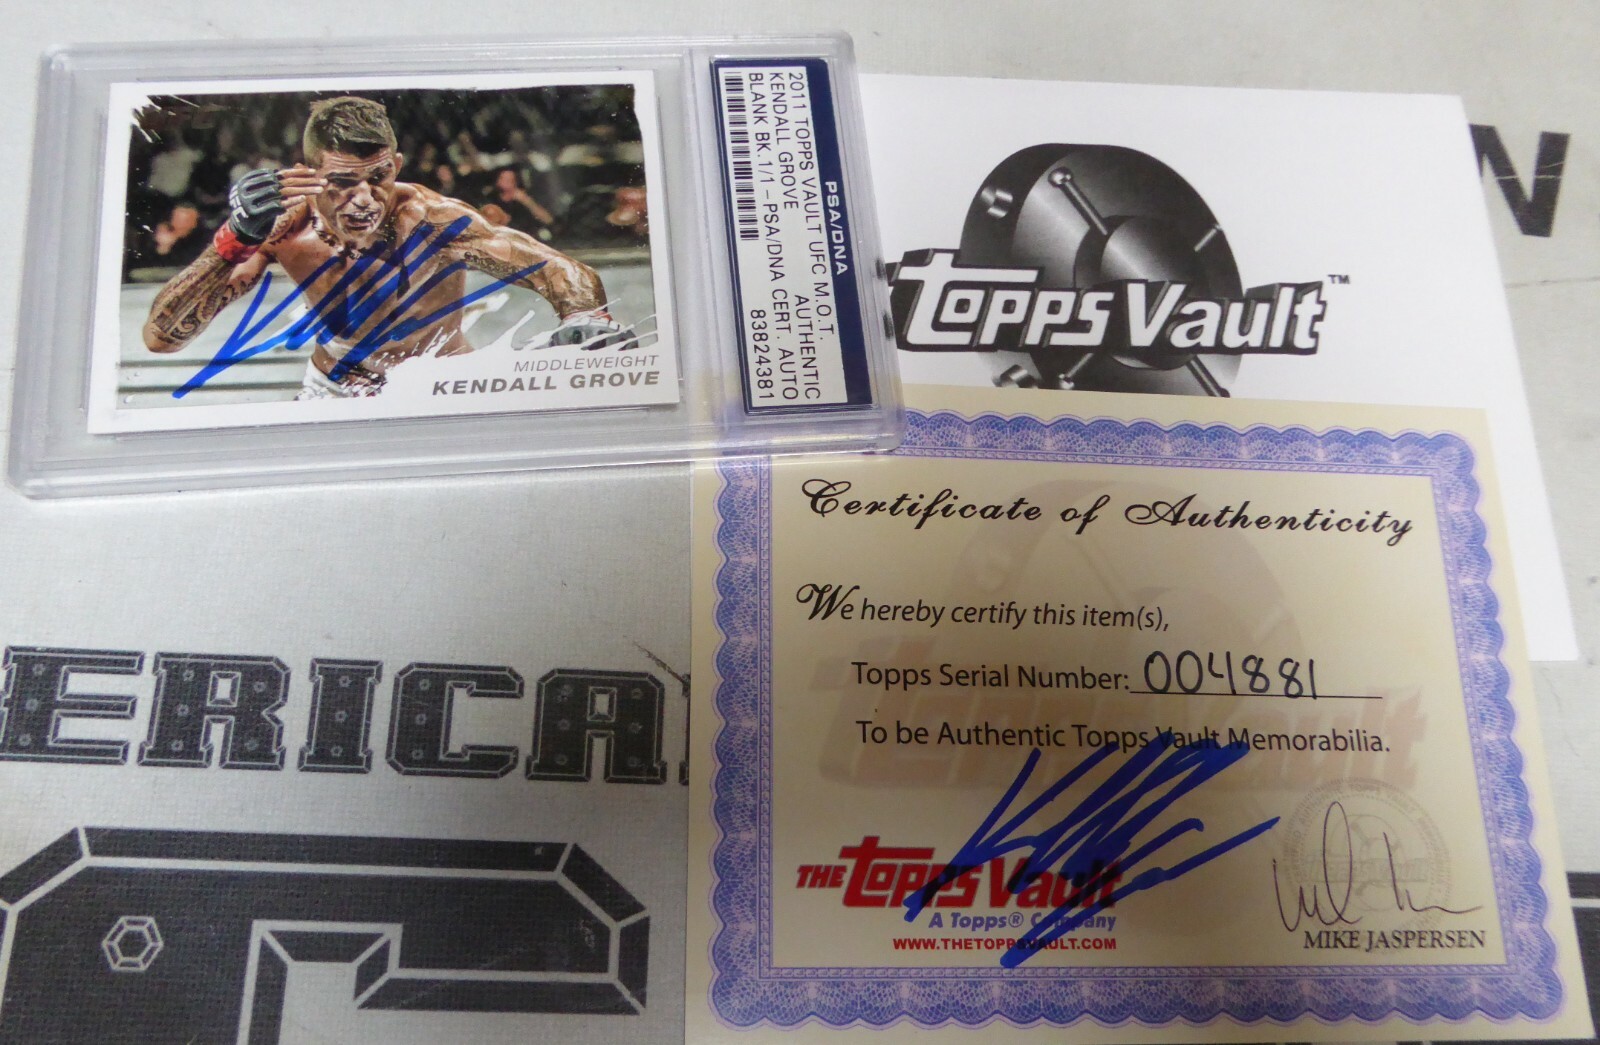 MIDDLEWEIGHT
KENDALL GROVE
PSA/DNA
2011 TOPPS VAULT UFC M.O.T.
KENDALL GROVE AUTHENTIC
BLANK BK.1/1-PSA/DNA CERT. AUTO
83824381
UFC
N
Topps Vault™
Certificate of Authenticity
We hereby certify this item(s),
Topps Serial Number: 004881
To be Authentic Topps Vault Memorabilia.
THE Topps Vault
A Topps® Company
WWW.THETOPPSVAULT.COM
MIKE JASPERSEN
ERICA